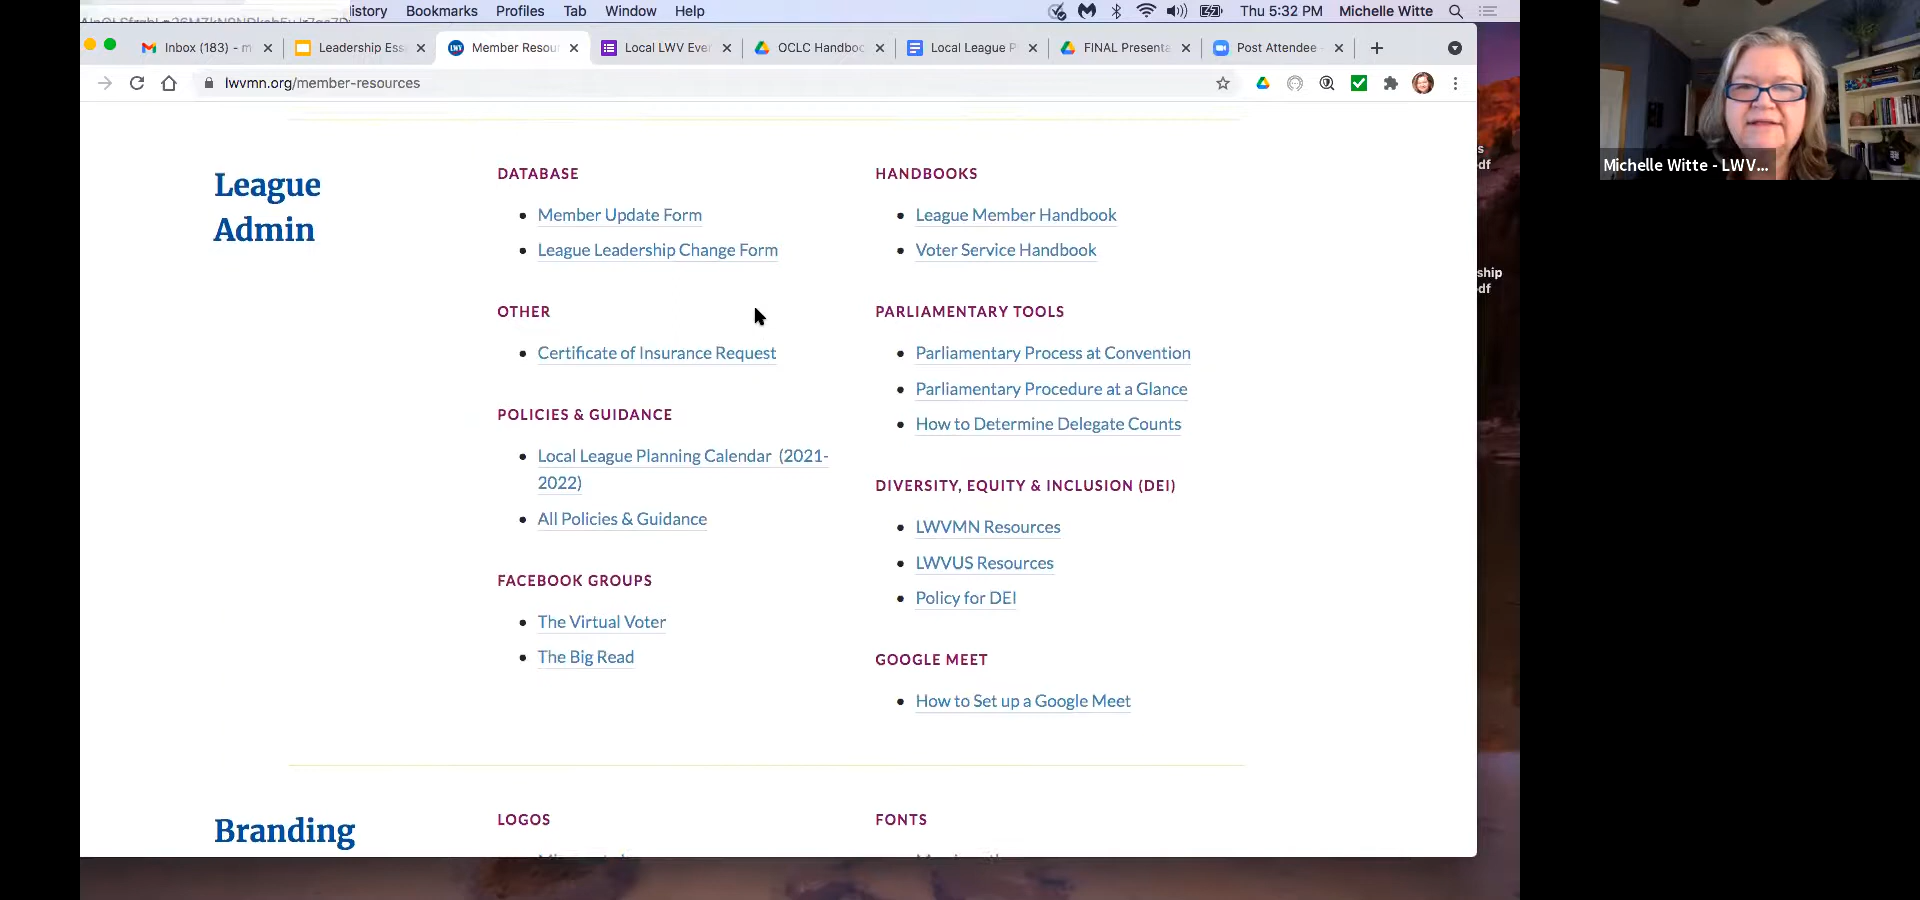 istory Bookmarks Profiles Tab Window Help Thu 5:32 PM Michelle Witte
Inbox (183) - m
Leadership Ess
Member Resou
Local LWV Eve
OCLC Handboo
Local League P
FINAL Presenta
Post Attendee -
lwvmn.org/member-resources
League
Admin
DATABASE
Member Update Form
League Leadership Change Form
OTHER
Certificate of Insurance Request
POLICIES & GUIDANCE
Local League Planning Calendar (2021-
2022)
All Policies & Guidance
FACEBOOK GROUPS
The Virtual Voter
The Big Read
HANDBOOKS
League Member Handbook
Voter Service Handbook
PARLIAMENTARY TOOLS
Parliamentary Process at Convention
Parliamentary Procedure at a Glance
How to Determine Delegate Counts
DIVERSITY, EQUITY & INCLUSION (DEI)
LWVMN Resources
LWVUS Resources
Policy for DEI
GOOGLE MEET
How to Set up a Google Meet
Branding
LOGOS
FONTS
s
df
ship
df
Michelle Witte - LWV...